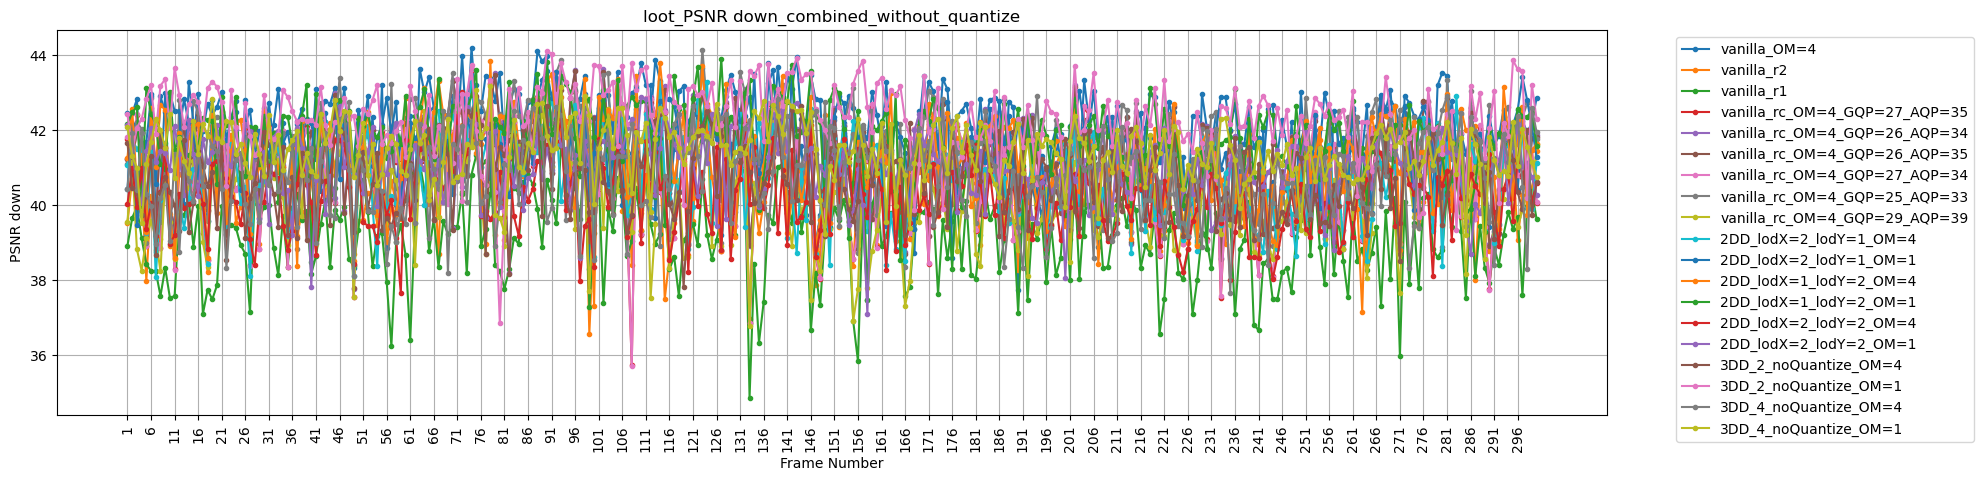 loot_PSNR down_combined_without_quantize
PSNR down
44
42
40
38
36
1 6 11 16 21 26 31 36 41 46 51 56 61 66 71 76 81 86 91 96 101 106 111 116 121 126 131 136 141 146 151 156 161 166 171 176 181 186 191 196 201 206 211 216 221 226 231 236 241 246 251 256 261 266 271 276 281 286 291 296
Frame Number
vanilla_OM=4
vanilla_r2
vanilla_r1
vanilla_rc_OM=4_GQP=27_AQP=35
vanilla_rc_OM=4_GQP=26_AQP=34
vanilla_rc_OM=4_GQP=26_AQP=35
vanilla_rc_OM=4_GQP=27_AQP=34
vanilla_rc_OM=4_GQP=25_AQP=33
vanilla_rc_OM=4_GQP=29_AQP=39
2DD_lodX=2_lodY=1_OM=4
2DD_lodX=2_lodY=1_OM=1
2DD_lodX=1_lodY=2_OM=4
2DD_lodX=1_lodY=2_OM=1
2DD_lodX=2_lodY=2_OM=4
2DD_lodX=2_lodY=2_OM=1
3DD_2_noQuantize_OM=4
3DD_2_noQuantize_OM=1
3DD_4_noQuantize_OM=4
3DD_4_noQuantize_OM=1